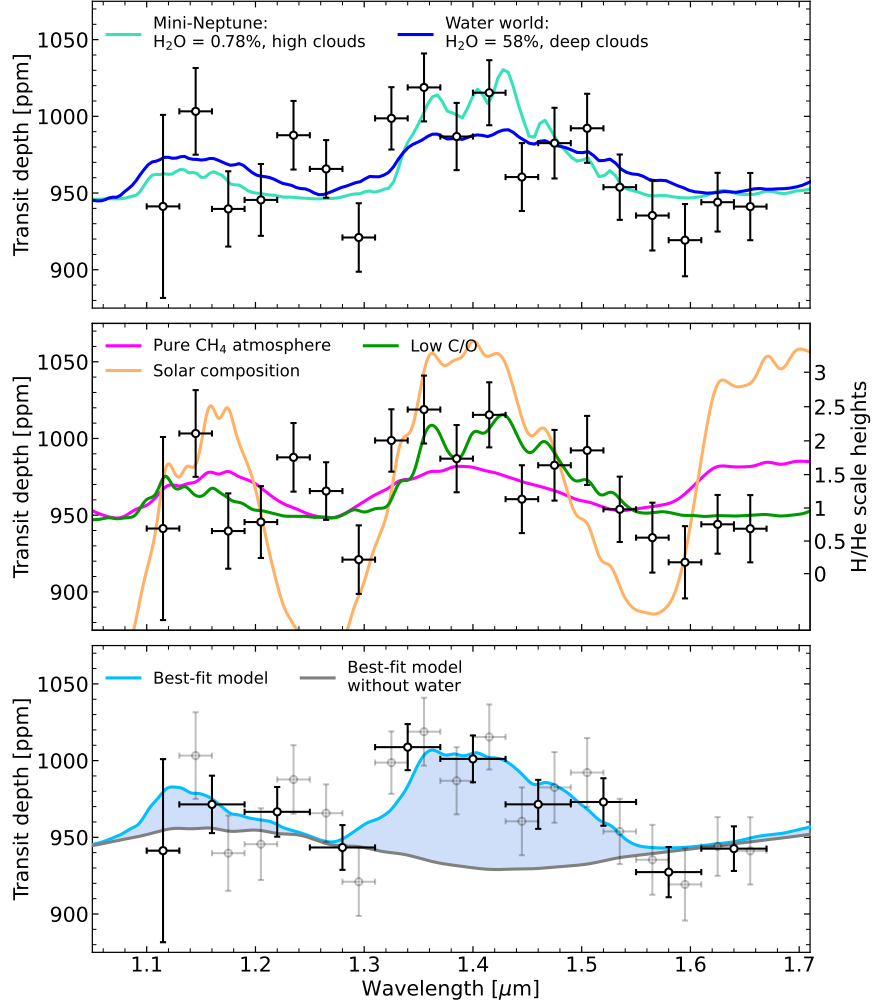 Mini-Neptune:
H₂O = 0.78%, high clouds
Water world:
H₂O = 58%, deep clouds
1050
1000
950
900
Transit depth [ppm]
Pure CH₄ atmosphere
Low C/O
Solar composition
1050
1000
950
900
Transit depth [ppm]
3
2.5
2
1.5
1
0.5
0
H/He scale heights
Best-fit model
Best-fit model
without water
1050
1000
950
900
Transit depth [ppm]
1.1 1.2 1.3 1.4 1.5 1.6 1.7
Wavelength [μm]